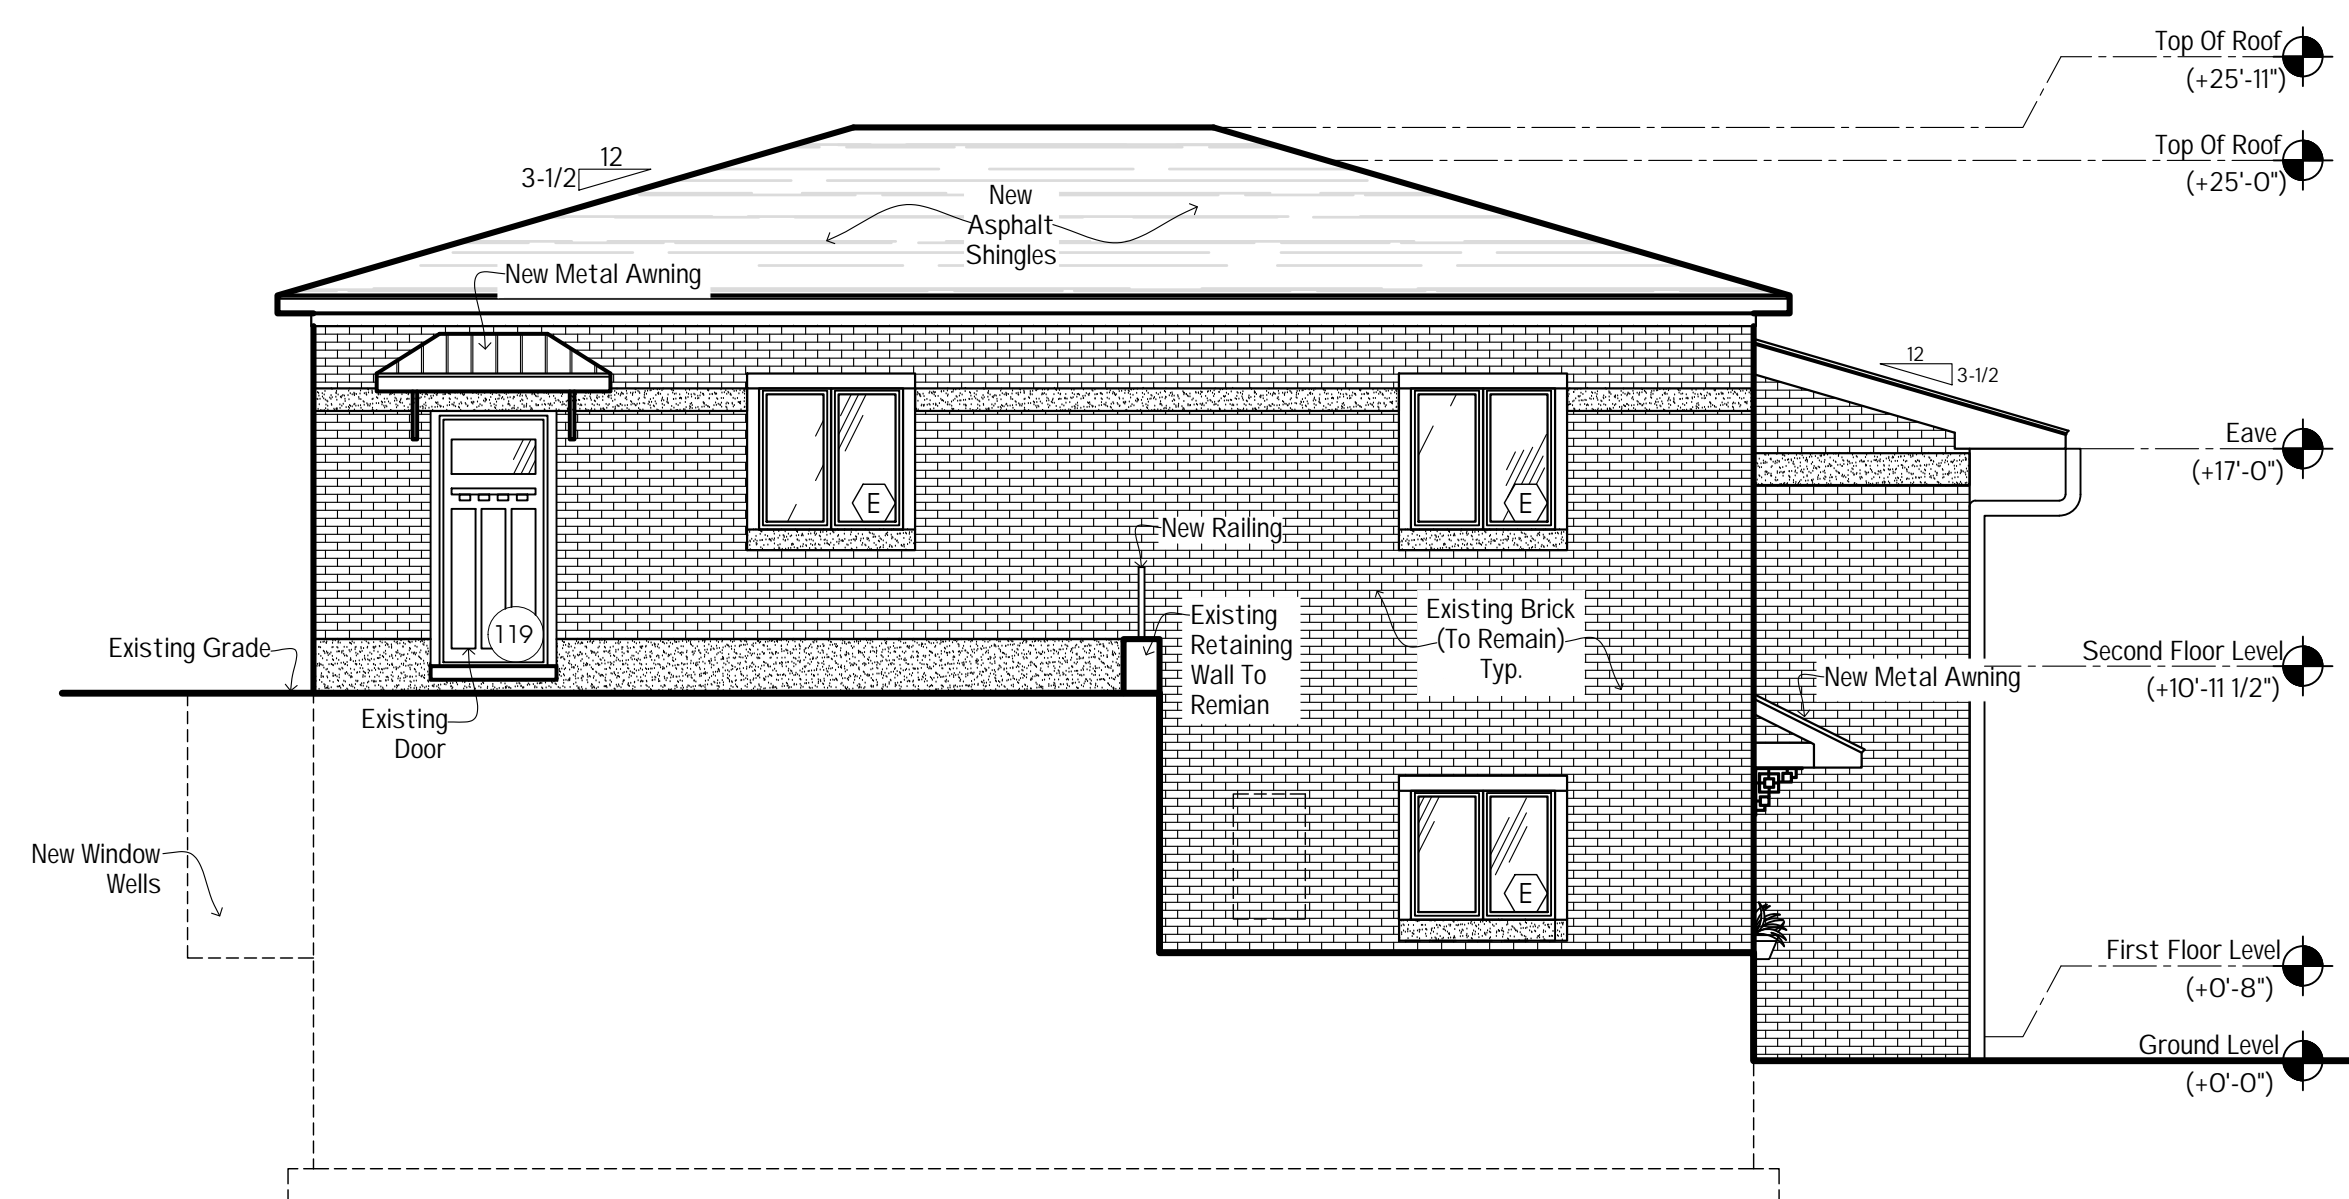 Top Of Roof
(+25'-11")
Top Of Roof
(+25'-0")
12
3-1/2
New
Asphalt
Shingles
New Metal Awning
12
3-1/2
Eave
(+17'-0")
E
E
New Railing
Existing
Retaining
Wall To
Remian
Existing Brick
(To Remain)
Typ.
119
Existing Grade
Second Floor Level
(+10'-11 1/2")
New Metal Awning
Existing
Door
New Window
Wells
E
First Floor Level
(+0'-8")
Ground Level
(+0'-0")